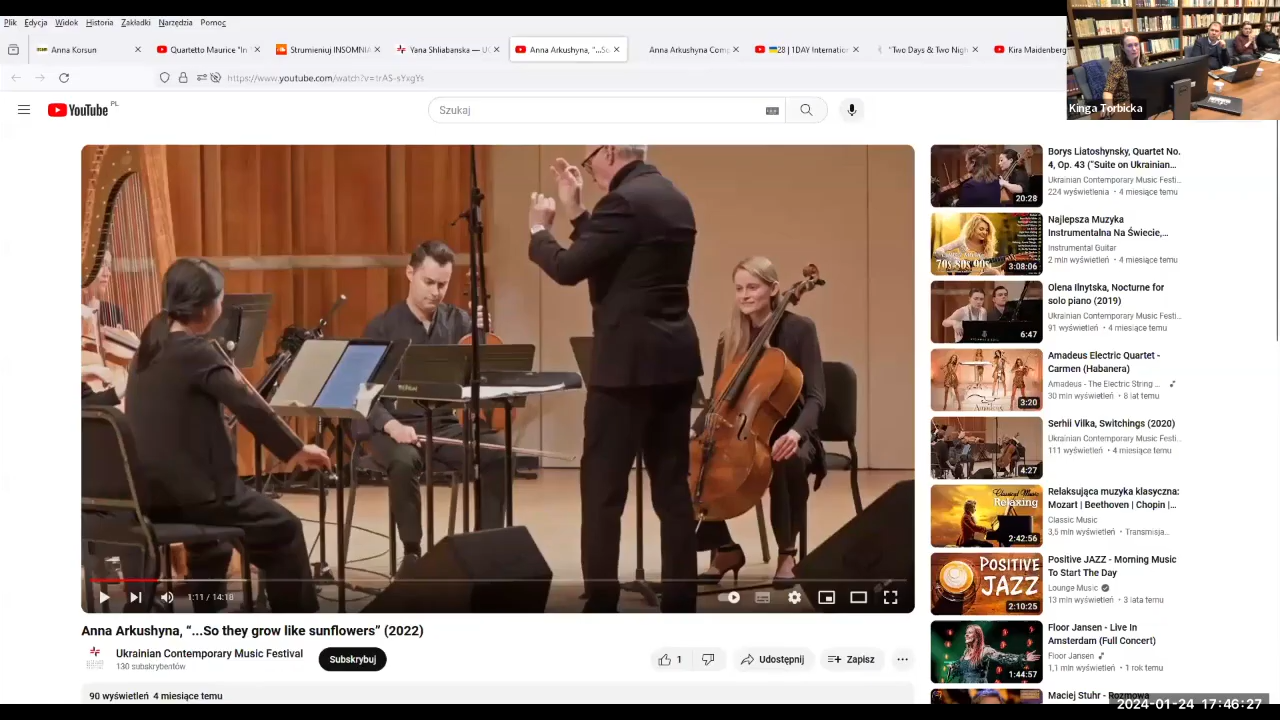 Plik Edycja Widok Historia Zakładki Narzędzia Pomoc
Anna Korsun
Quartetto Maurice "In
Strumieniuj INSOMNI
Yana Shliabanska — U
Anna Arkushyna, "...Sc
Anna Arkushyna Com
28 | 1DAY Internation
"Two Days & Two Nigh
Kira Maidenberg
https://www.youtube.com/watch?v=trAS-sYxgYs
YouTube PL
Szukaj
Kinga Torbicka
Borys Liatoshynsky, Quartet No.
4, Op. 43 ("Suite on Ukrainian...
Ukrainian Contemporary Music Festi...
224 wyświetlenia • 4 miesiące temu
20:28
Najlepsza Muzyka
Instrumentalna Na Świecie,...
Instrumental Guitar
2 mln wyświetleń • 4 miesiące temu
70s 80s 90s
3:08:06
Olena Ilnytska, Nocturne for
solo piano (2019)
Ukrainian Contemporary Music Festi...
91 wyświetleń • 4 miesiące temu
6:47
Amadeus Electric Quartet -
Carmen (Habanera)
Amadeus - The Electric String ...
30 mln wyświetleń • 8 lat temu
3:20
Serhii Vilka, Switchings (2020)
Ukrainian Contemporary Music Festi...
111 wyświetleń • 4 miesiące temu
4:27
Relaksująca muzyka klasyczna:
Mozart | Beethoven | Chopin |...
Classic Music
3,5 mln wyświetleń • Transmisja...
Classical Music
Relaxing
2:42:56
Positive JAZZ - Morning Music
To Start The Day
Lounge Music
13 mln wyświetleń • 3 lata temu
POSITIVE
JAZZ
2:10:25
Floor Jansen - Live In
Amsterdam (Full Concert)
Floor Jansen
1,1 mln wyświetleń • 1 rok temu
1:44:57
Maciej Stuhr - Rozmowa
1:11 / 14:18
Anna Arkushyna, “...So they grow like sunflowers” (2022)
Ukrainian Contemporary Music Festival
130 subskrybentów
Subskrybuj
1
Udostępnij
Zapisz
90 wyświetleń 4 miesiące temu
2024-01-24 17:46:27